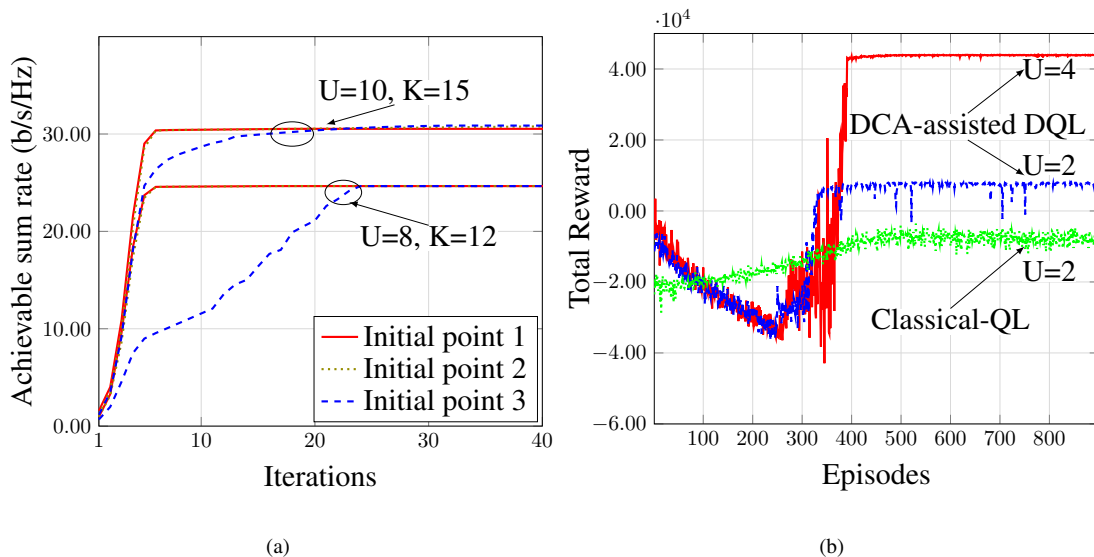 Achievable sum rate (b/s/Hz)
30.00
20.00
10.00
0.00
1
10
20
30
40
Iterations
U=10, K=15
U=8, K=12
Initial point 1
Initial point 2
Initial point 3
(a)
·10⁴
Total Reward
4.00
2.00
0.00
−2.00
−4.00
−6.00
100
200
300
400
500
600
700
800
Episodes
U=4
DCA-assisted DQL
U=2
U=2
Classical-QL
(b)